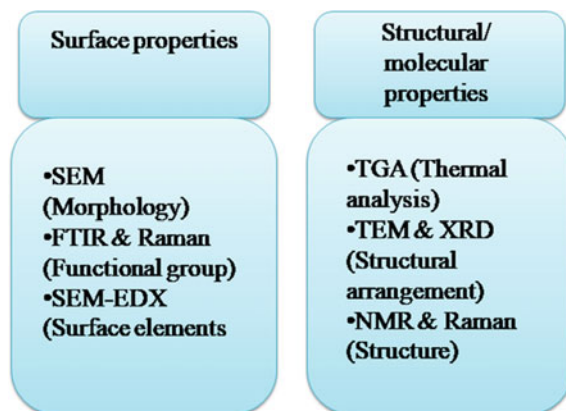 Surface properties
•SEM
(Morphology)
•FTIR & Raman
(Functional group)
•SEM-EDX
(Surface elements
Structural/
molecular
properties
•TGA (Thermal
analysis)
•TEM & XRD
(Structural
arrangement)
•NMR & Raman
(Structure)